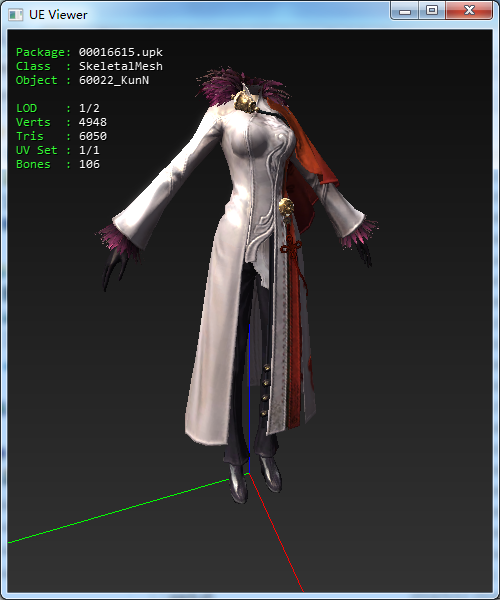 UE Viewer
Package: 00016615.upk
Class : SkeletalMesh
Object : 60022_KunN
LOD : 1/2
Verts : 4948
Tris : 6050
UV Set : 1/1
Bones : 106